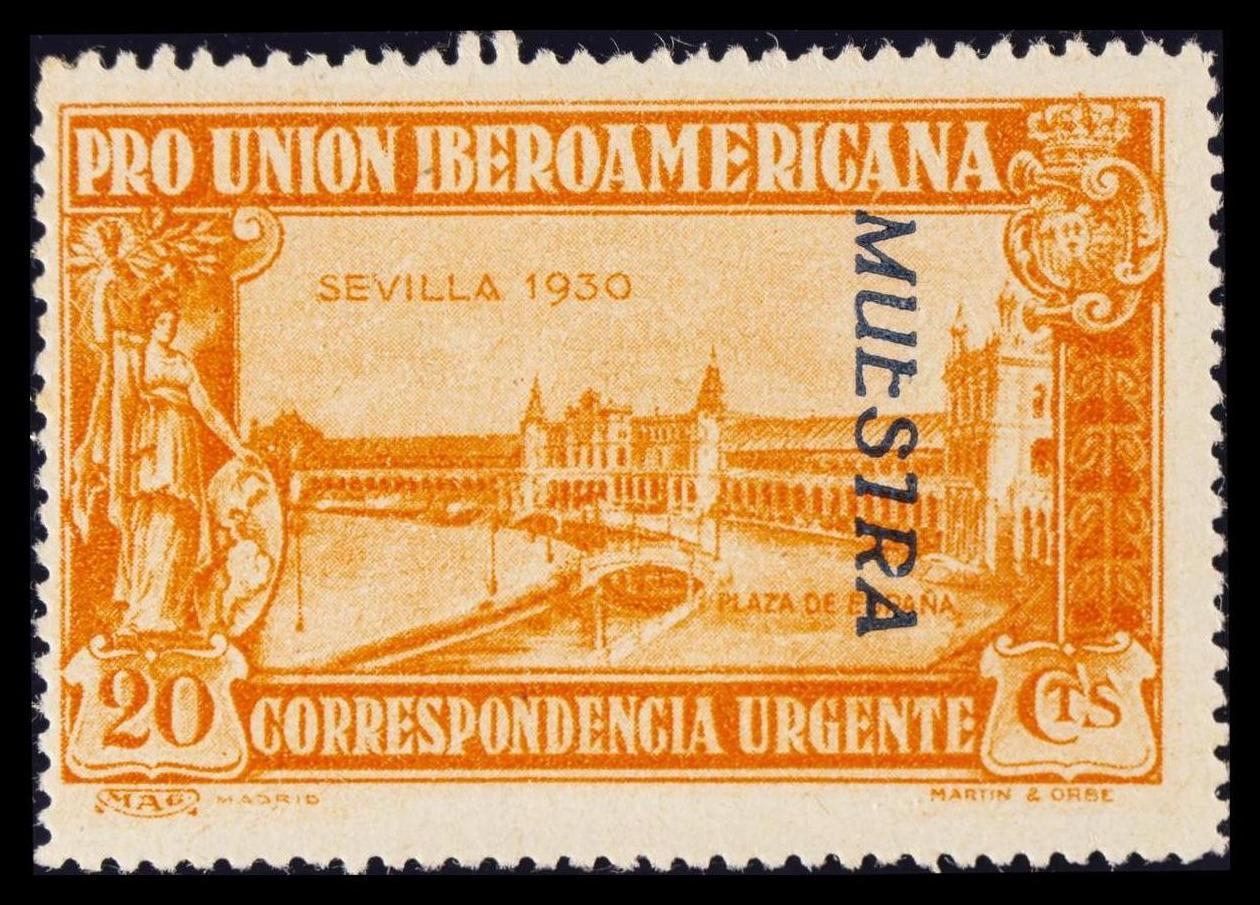 PRO UNION IBEROAMERICANA
SEVILLA 1930
MUESTRA
PLAZA DE ESPAÑA
20
CORRESPONDENCIA URGENTE
CTS
MAG MADRID
MARTIN & ORBE